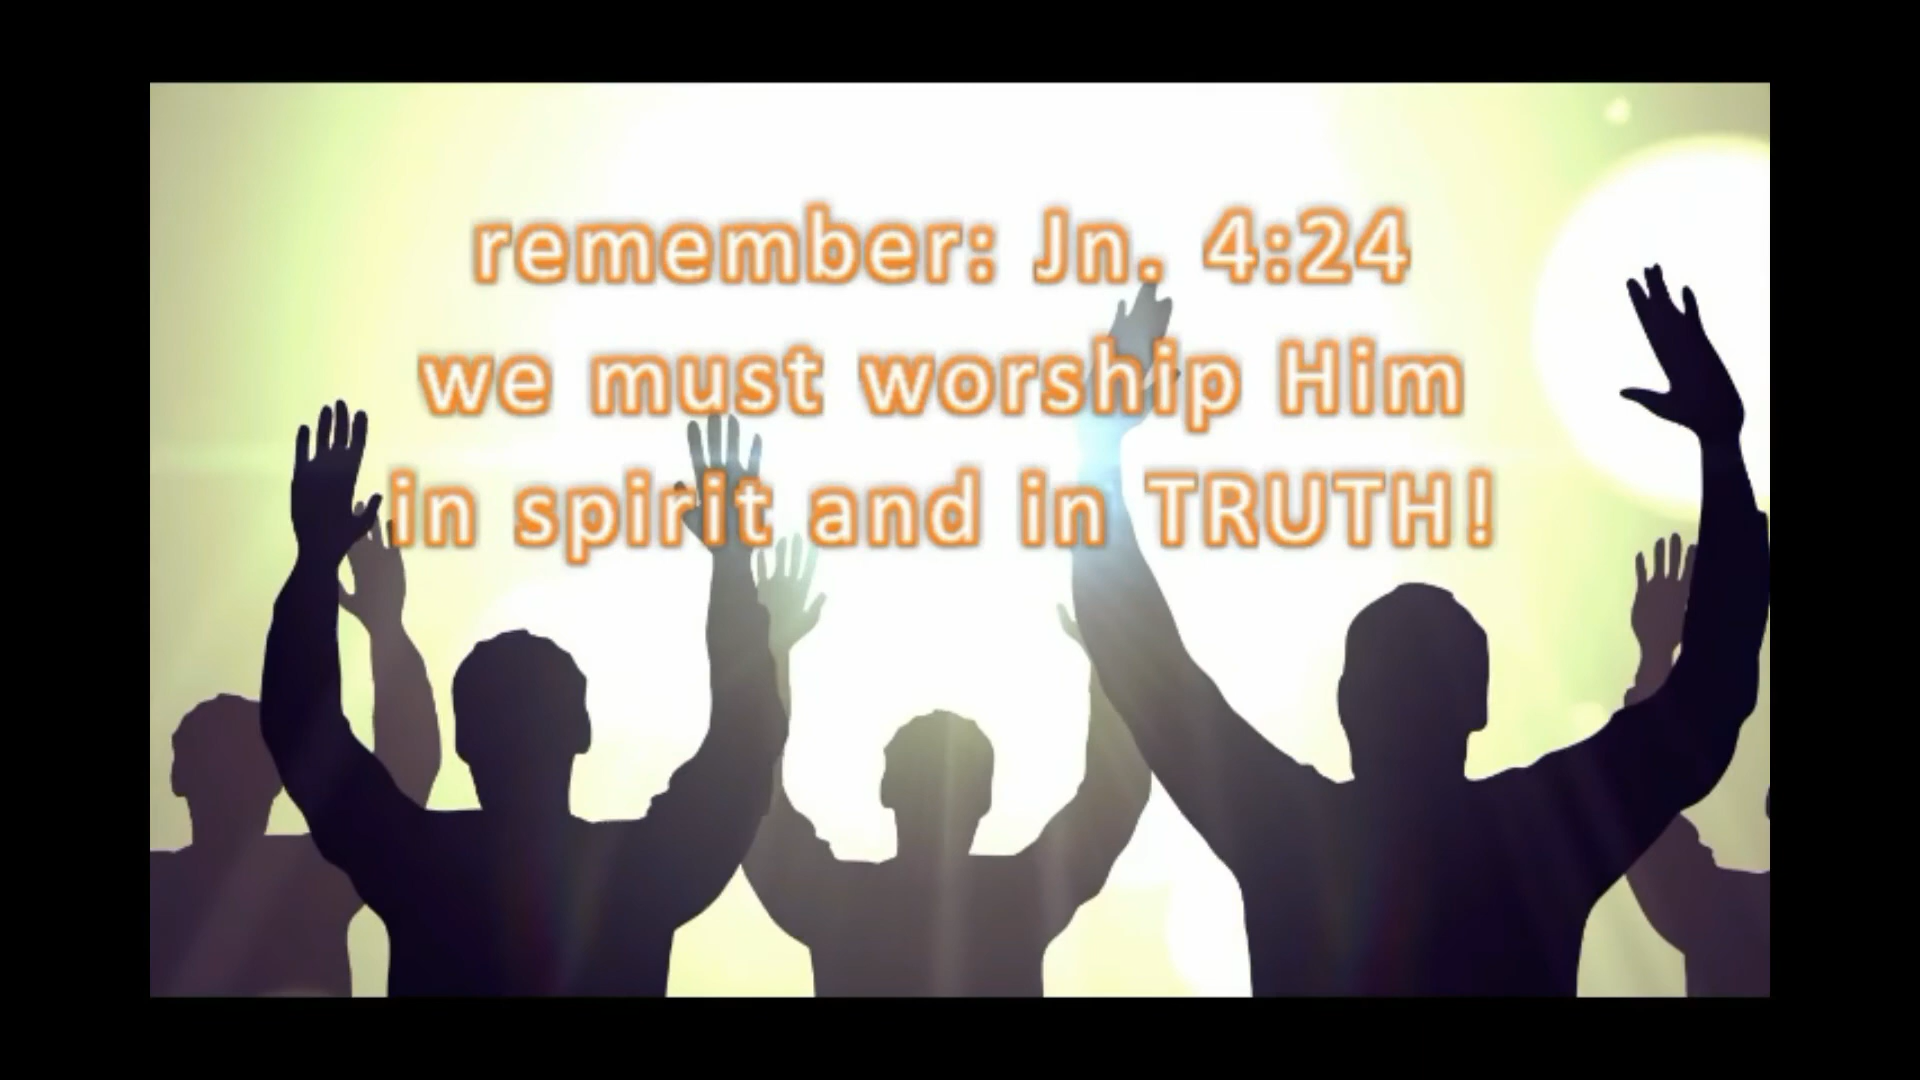 remember: Jn. 4:24
we must worship Him
in spirit and in TRUTH!